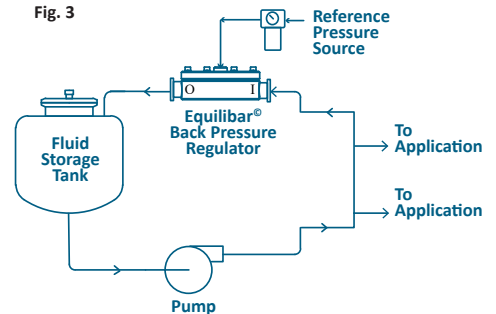 Fig. 3
Reference
Pressure
Source
O
I
Equilibar©
Back Pressure
Regulator
Fluid
Storage
Tank
To
Application
To
Application
Pump